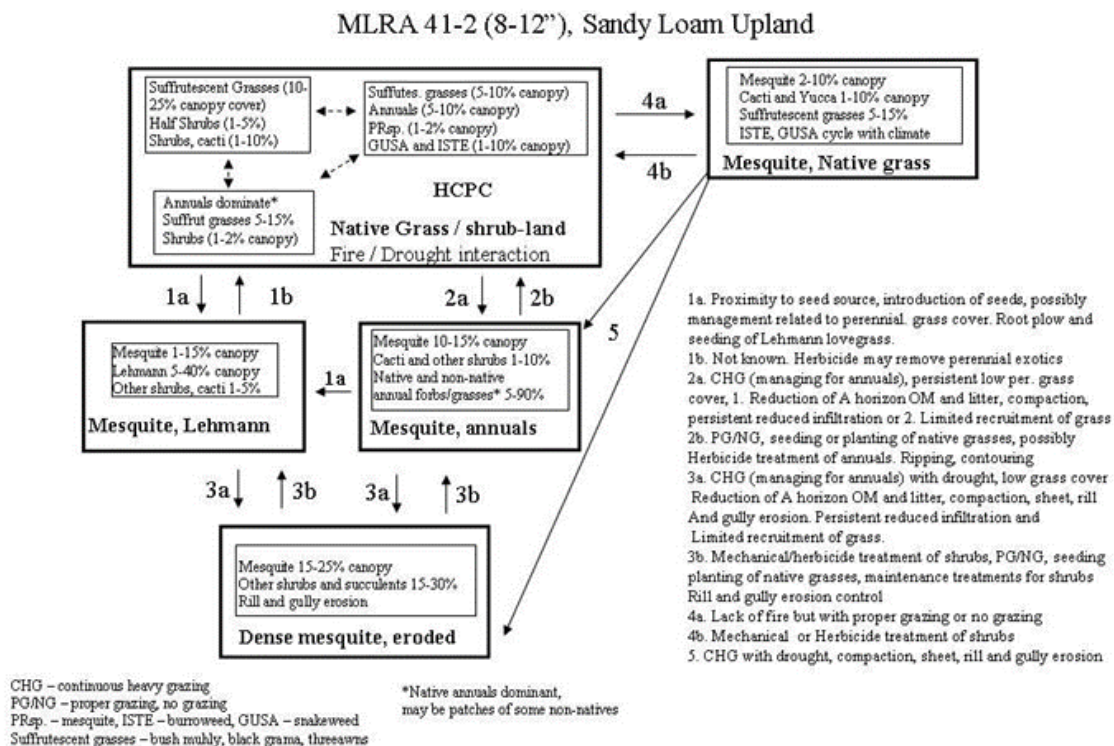 MLRA 41-2 (8-12”), Sandy Loam Upland
Suffrutescent Grasses (10-
25% canopy cover)
Half Shrubs (1-5%)
Shrubs, cacti (1-10%)
Suffutes. grasses (5-10% canopy)
Annuals (5-10% canopy)
PRsp. (1-2% canopy)
GUSA and ISTE (1-10% canopy)
Annuals dominate*
Suffrut grasses 5-15%
Shrubs (1-2% canopy)
HCPC
Native Grass / shrub-land
Fire / Drought interaction
4a
4b
Mesquite 2-10% canopy
Cacti and Yucca 1-10% canopy
Suffrutescent grasses 5-15%
ISTE, GUSA cycle with climate
Mesquite, Native grass
1a
1b
2a
2b
5
Mesquite 1-15% canopy
Lehmann 5-40% canopy
Other shrubs, cacti 1-5%
Mesquite, Lehmann
1a
Mesquite 10-15% canopy
Cacti and other shrubs 1-10%
Native and non-native
annual forbs/grasses* 5-90%
Mesquite, annuals
3a
3b
3a
3b
Mesquite 15-25% canopy
Other shrubs and succulents 15-30%
Rill and gully erosion
Dense mesquite, eroded
1a. Proximity to seed source, introduction of seeds, possibly
management related to perennial. grass cover. Root plow and
seeding of Lehmann lovegrass.
1b. Not known. Herbicide may remove perennial exotics
2a. CHG (managing for annuals), persistent low per. grass
cover, 1. Reduction of A horizon OM and litter, compaction,
persistent reduced infiltration or 2. Limited recruitment of grass
2b. PG/NG, seeding or planting of native grasses, possibly
Herbicide treatment of annuals. Ripping, contouring
3a. CHG (managing for annuals) with drought, low grass cover
Reduction of A horizon OM and litter, compaction, sheet, rill
And gully erosion. Persistent reduced infiltration and
Limited recruitment of grass.
3b. Mechanical/herbicide treatment of shrubs, PG/NG, seeding
planting of native grasses, maintenance treatments for shrubs
Rill and gully erosion control
4a. Lack of fire but with proper grazing or no grazing
4b. Mechanical or Herbicide treatment of shrubs
5. CHG with drought, compaction, sheet, rill and gully erosion
CHG – continuous heavy grazing
PG/NG – proper grazing, no grazing
PRsp. – mesquite, ISTE – burroweed, GUSA – snakeweed
Suffrutescent grasses – bush muhly, black grama, threeawns
*Native annuals dominant,
may be patches of some non-natives